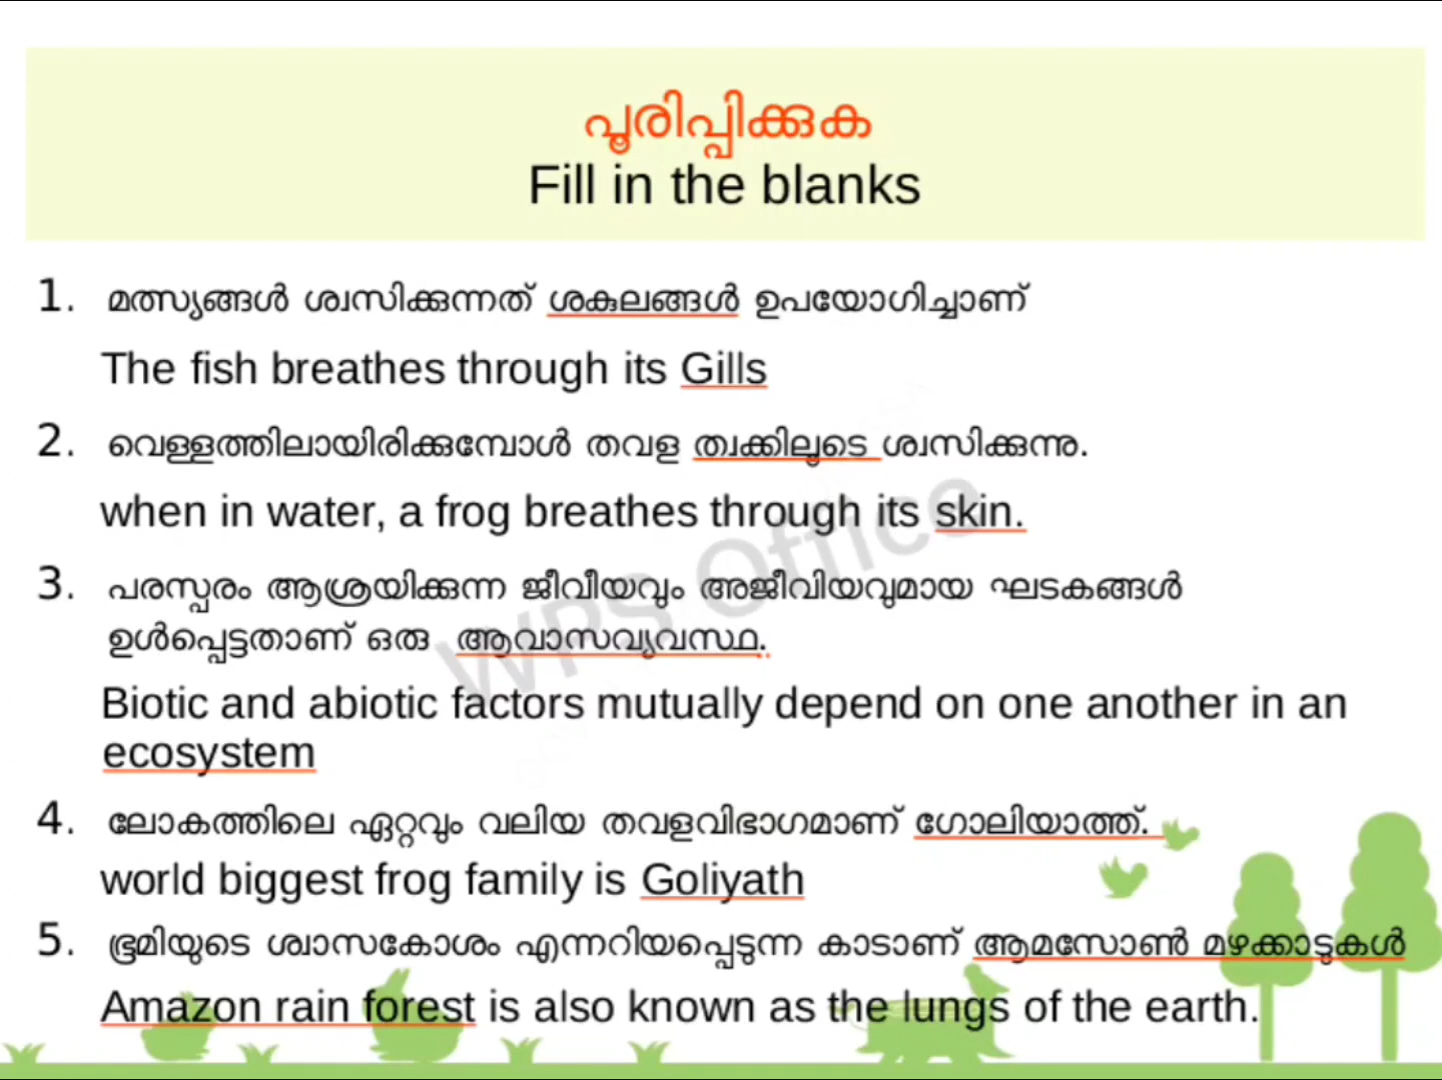 പൂരിപ്പിക്കുക
Fill in the blanks
1. മത്സ്യങ്ങൾ ശ്വസിക്കുന്നത് ശകുലങ്ങൾ ഉപയോഗിച്ചാണ്
The fish breathes through its Gills
2. വെള്ളത്തിലായിരിക്കുമ്പോൾ തവള ത്വക്കിലൂടെ ശ്വസിക്കുന്നു.
when in water, a frog breathes through its skin.
3. പരസ്പരം ആശ്രയിക്കുന്ന ജീവീയവും അജീവിയവുമായ ഘടകങ്ങൾ
ഉൾപ്പെട്ടതാണ് ഒരു ആവാസവ്യവസ്ഥ..
Biotic and abiotic factors mutually depend on one another in an
ecosystem
4. ലോകത്തിലെ ഏറ്റവും വലിയ തവളവിഭാഗമാണ് ഗോലിയാത്ത്.
world biggest frog family is Goliyath
5. ഭൂമിയുടെ ശ്വാസകോശം എന്നറിയപ്പെടുന്ന കാടാണ് ആമസോൺ മഴക്കാടുകൾ
Amazon rain forest is also known as the lungs of the earth.
WPS Office